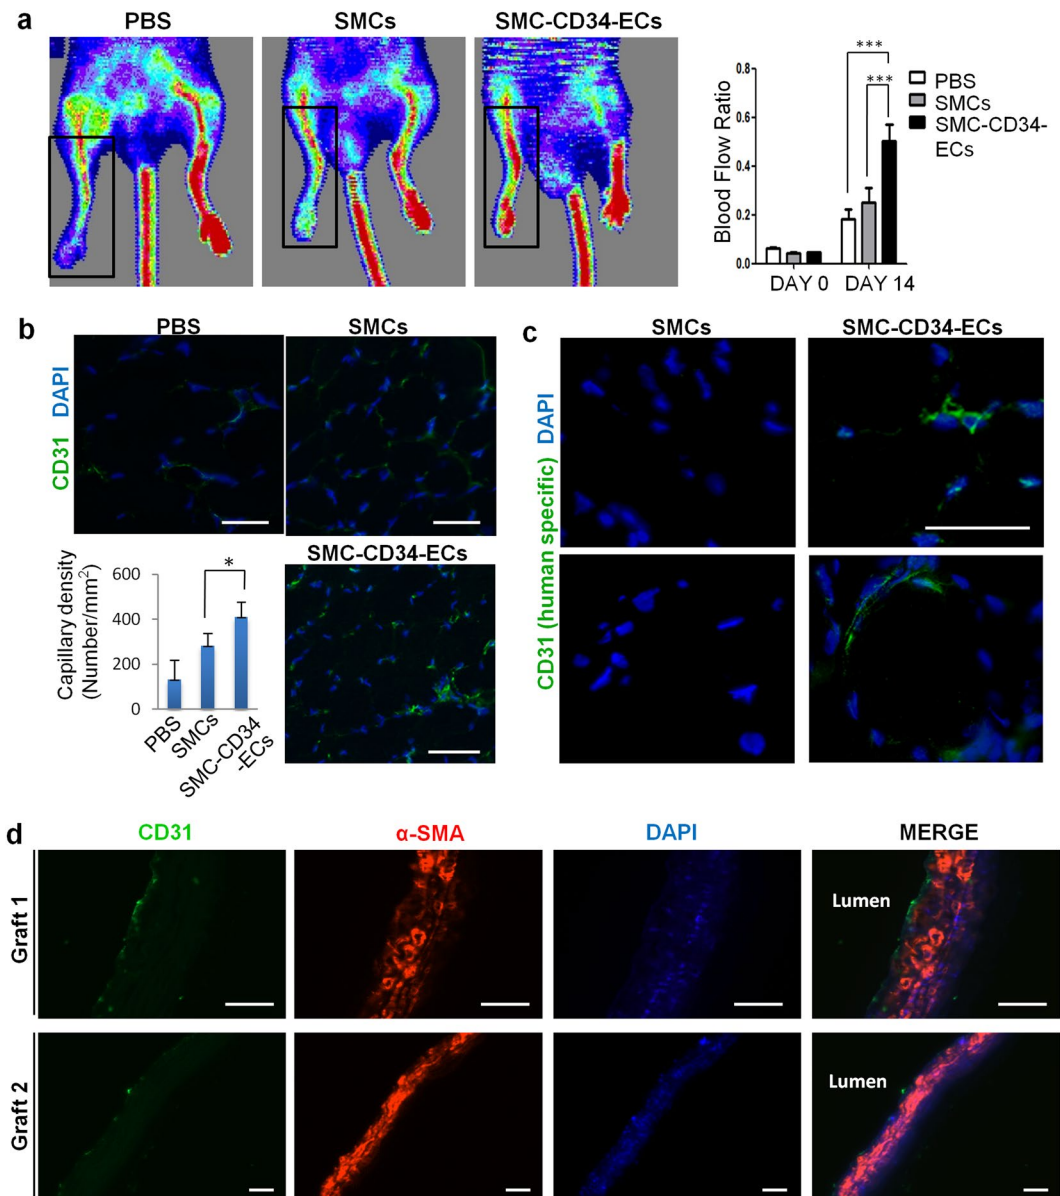 a
PBS
SMCs
SMC-CD34-ECs
***
***
Blood Flow Ratio
0.8
0.6
0.4
0.2
0.0
DAY 0
DAY 14
PBS
SMCs
SMC-CD34-
ECs
b
PBS
SMCs
CD31 DAPI
SMC-CD34-ECs
Capillary density
(Number/mm²)
600
400
200
0
*
PBS
SMCs
SMC-CD34
-ECs
c
SMCs
SMC-CD34-ECs
CD31 (human specific) DAPI
d
CD31
α-SMA
DAPI
MERGE
Graft 1
Lumen
Graft 2
Lumen